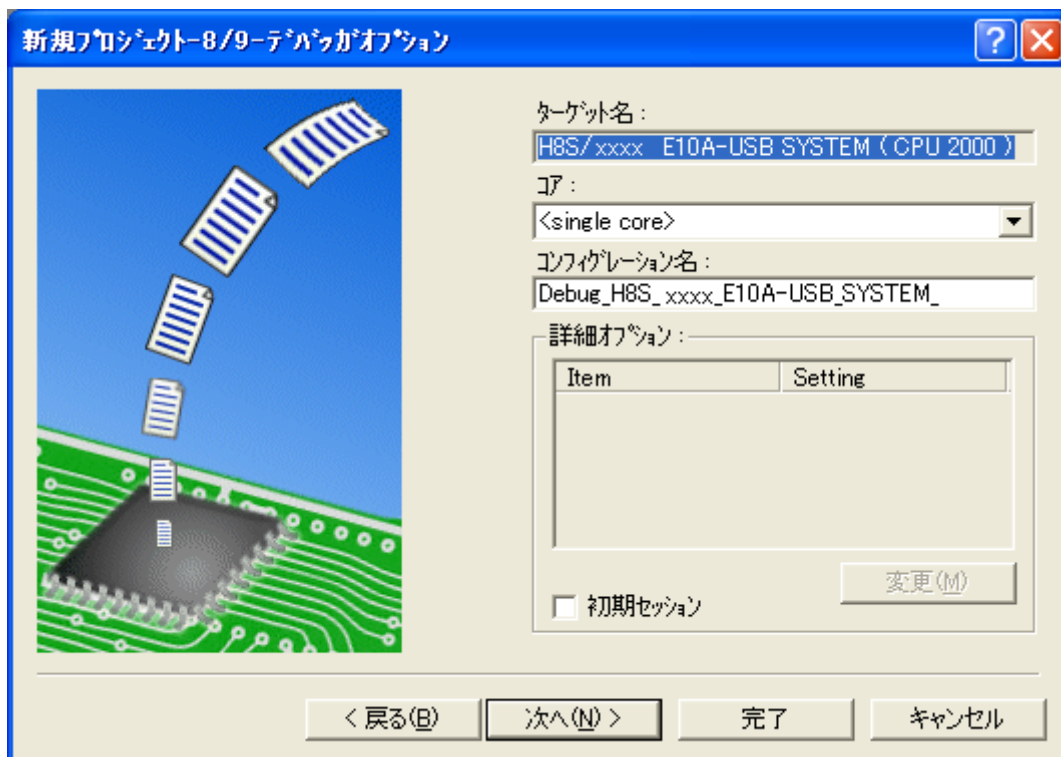 新規ﾌﾟﾛｼﾞｪｸﾄ-8/9-ﾃﾞﾊﾞｯｶﾞｵﾌﾟｼｮﾝ
ﾀｰｹﾞｯﾄ名 :
H8S/xxxx E10A-USB SYSTEM ( CPU 2000 )
ｺｱ :
<single core>
ｺﾝﾌｨｸﾞﾚｰｼｮﾝ名 :
Debug_H8S_ xxxx_E10A-USB_SYSTEM_
詳細ｵﾌﾟｼｮﾝ :
Item Setting
変更(M)
初期ｾｯｼｮﾝ
< 戻る(B) 次へ(N) > 完了 ｷｬﾝｾﾙ